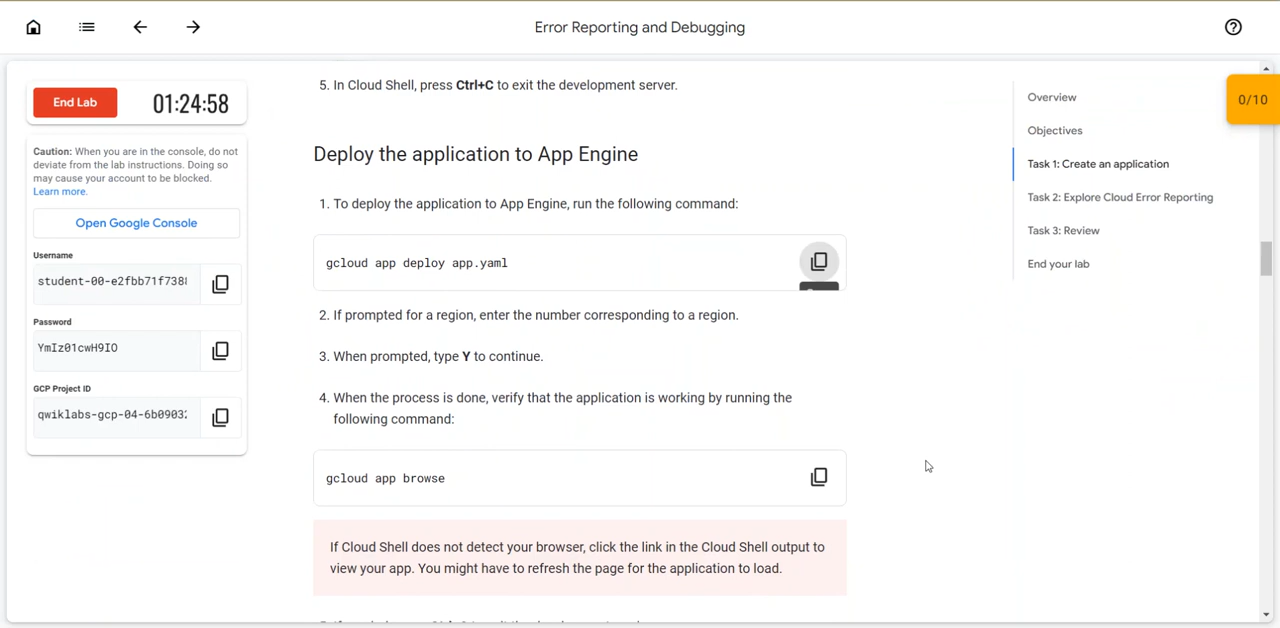 Error Reporting and Debugging
End Lab
01:24:58
Caution: When you are in the console, do not
deviate from the lab instructions. Doing so
may cause your account to be blocked.
Learn more.
Open Google Console
Username
student-00-e2fbb71f738
Password
YmIz01cwH9IO
GCP Project ID
qwiklabs-gcp-04-6b0903
5. In Cloud Shell, press Ctrl+C to exit the development server.
Deploy the application to App Engine
1. To deploy the application to App Engine, run the following command:
gcloud app deploy app.yaml
2. If prompted for a region, enter the number corresponding to a region.
3. When prompted, type Y to continue.
4. When the process is done, verify that the application is working by running the
following command:
gcloud app browse
If Cloud Shell does not detect your browser, click the link in the Cloud Shell output to
view your app. You might have to refresh the page for the application to load.
Overview
Objectives
Task 1: Create an application
Task 2: Explore Cloud Error Reporting
Task 3: Review
End your lab
0/10